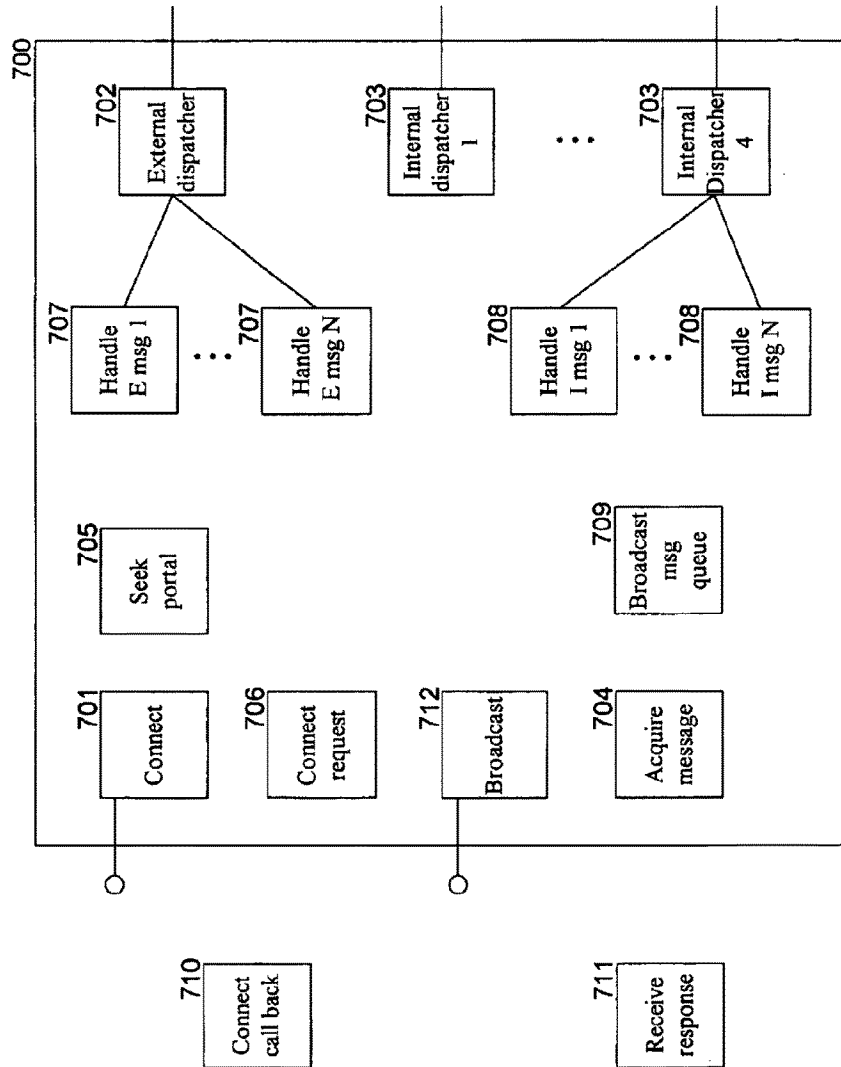 700
701
Connect
705
Seek
portal
707
Handle
E msg 1
702
External
dispatcher
706
Connect
request
707
Handle
E msg N
710
Connect
call back
712
Broadcast
703
Internal
dispatcher
1
708
Handle
I msg 1
711
Receive
response
704
Acquire
message
709
Broadcast
msg
queue
708
Handle
I msg N
703
Internal
Dispatcher
4